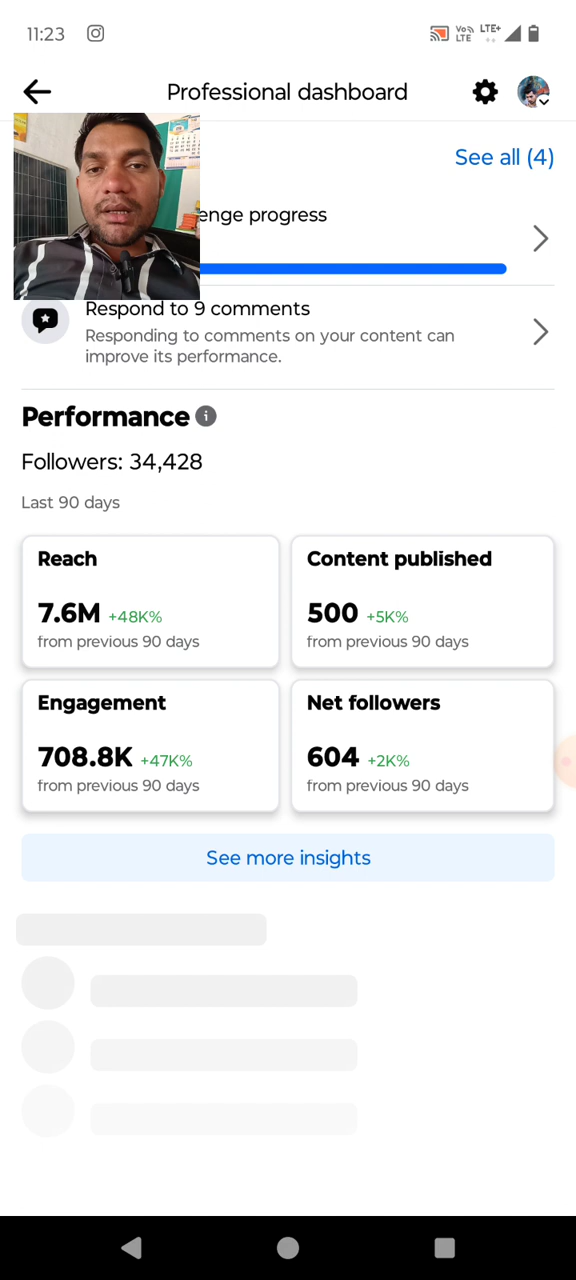 11:23
Vo))
LTE
LTE+
Professional dashboard
See all (4)
enge progress
Respond to 9 comments
Responding to comments on your content can
improve its performance.
Performance
Followers: 34,428
Last 90 days
Reach
7.6M +48K%
from previous 90 days
Content published
500 +5K%
from previous 90 days
Engagement
708.8K +47K%
from previous 90 days
Net followers
604 +2K%
from previous 90 days
See more insights